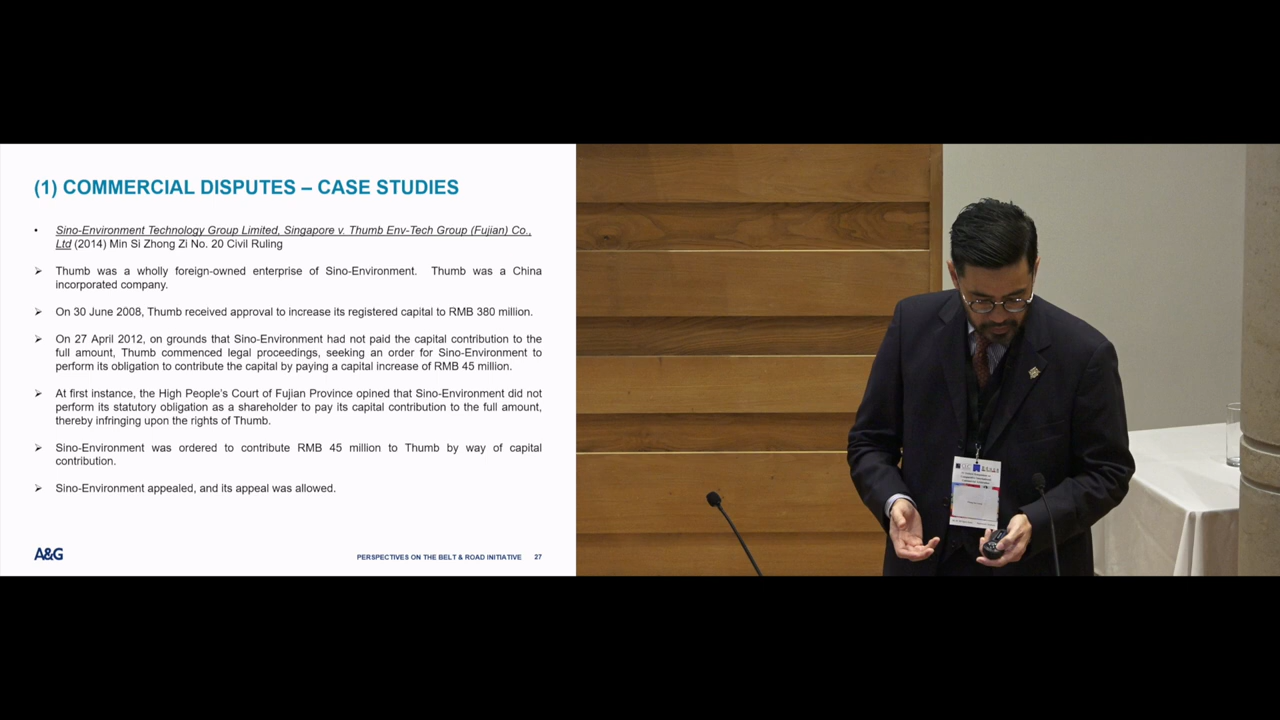 (1) COMMERCIAL DISPUTES – CASE STUDIES
• Sino-Environment Technology Group Limited, Singapore v. Thumb Env-Tech Group (Fujian) Co.,
Ltd (2014) Min Si Zhong Zi No. 20 Civil Ruling
➢ Thumb was a wholly foreign-owned enterprise of Sino-Environment. Thumb was a China
incorporated company.
➢ On 30 June 2008, Thumb received approval to increase its registered capital to RMB 380 million.
➢ On 27 April 2012, on grounds that Sino-Environment had not paid the capital contribution to the
full amount, Thumb commenced legal proceedings, seeking an order for Sino-Environment to
perform its obligation to contribute the capital by paying a capital increase of RMB 45 million.
➢ At first instance, the High People's Court of Fujian Province opined that Sino-Environment did not
perform its statutory obligation as a shareholder to pay its capital contribution to the full amount,
thereby infringing upon the rights of Thumb.
➢ Sino-Environment was ordered to contribute RMB 45 million to Thumb by way of capital
contribution.
➢ Sino-Environment appealed, and its appeal was allowed.
A&G
PERSPECTIVES ON THE BELT & ROAD INITIATIVE 27